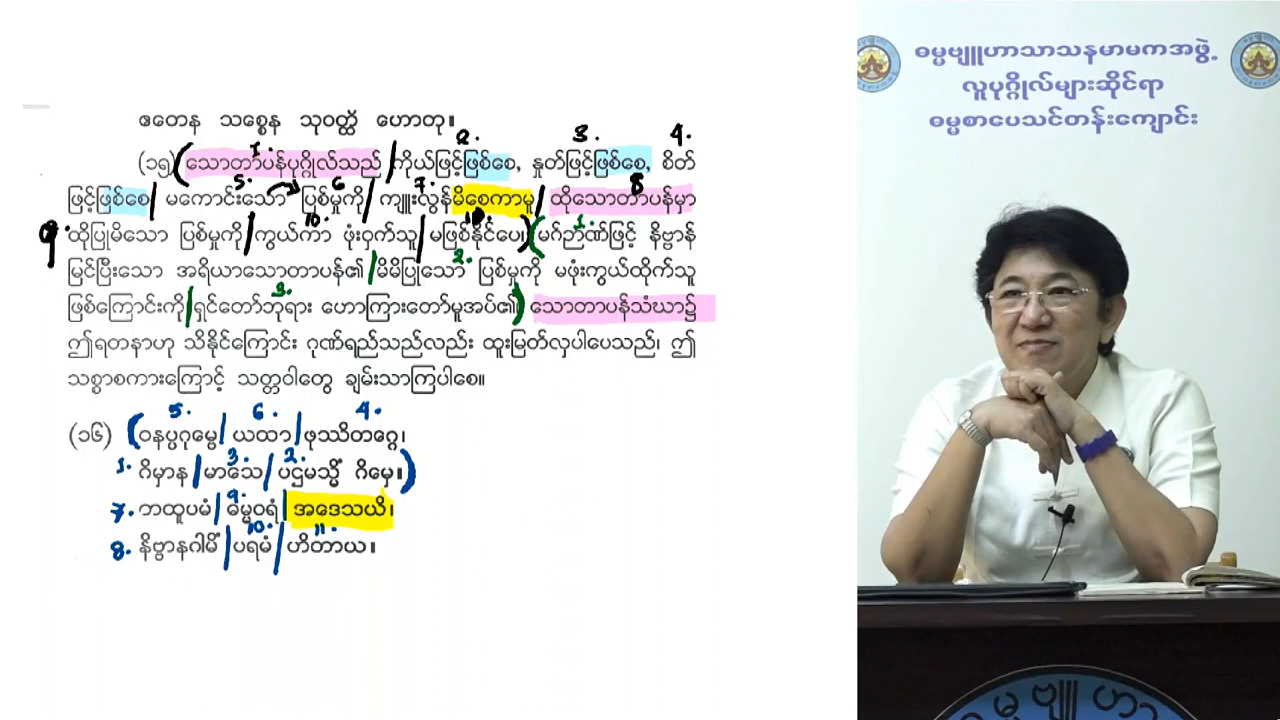 ဧတေန သစ္စေန သုဝတ္ထိ ဟောတု။
(၁၅) သောတာပန်ပုဂ္ဂိုလ်သည် ကိုယ်ဖြင့်ဖြစ်စေ, နှုတ်ဖြင့်ဖြစ်စေ, စိတ်
ဖြင့်ဖြစ်စေ မကောင်းသော ပြစ်မှုကို ကျူးလွန်မိစေကာမူ ထိုသောတာပန်မှာ
ထိုပြုမိသော ပြစ်မှုကို ကွယ်ကာ ဖုံးဝှက်သူ မဖြစ်နိုင်ပေ၊ မဂ်ဉာဏ်ဖြင့် နိဗ္ဗာန်
မြင်ပြီးသော အရိယာသောတာပန်၏ မိမိပြုသော ပြစ်မှုကို မဖုံးကွယ်ထိုက်သူ
ဖြစ်ကြောင်းကို ရှင်တော်ဘုရား ဟောကြားတော်မူအပ်၏၊ သောတာပန်သံဃာ၌
ဤရတနာဟု သိနိုင်ကြောင်း ဂုဏ်ရည်သည်လည်း ထူးမြတ်လှပါပေသည်၊ ဤ
သစ္စာစကားကြောင့် သတ္တဝါတွေ ချမ်းသာကြပါစေ။
(၁၆) ဝနပ္ပဂုမ္ဗေ ယထာ ဖုဿိတဂ္ဂေ၊
ဂိမှာန မာသေ ပဌမသ္မိံ ဂိမှေ။
တထူပမံ ဓမ္မဝရံ အဒေသယိ၊
နိဗ္ဗာနဂါမိံ ပရမံ ဟိတာယ။
ဓမ္မဗျူဟာသာသနမာမကအဖွဲ့
လူပုဂ္ဂိုလ်များဆိုင်ရာ
ဓမ္မစာပေသင်တန်းကျောင်း
ဓမ္မဗျူဟာ